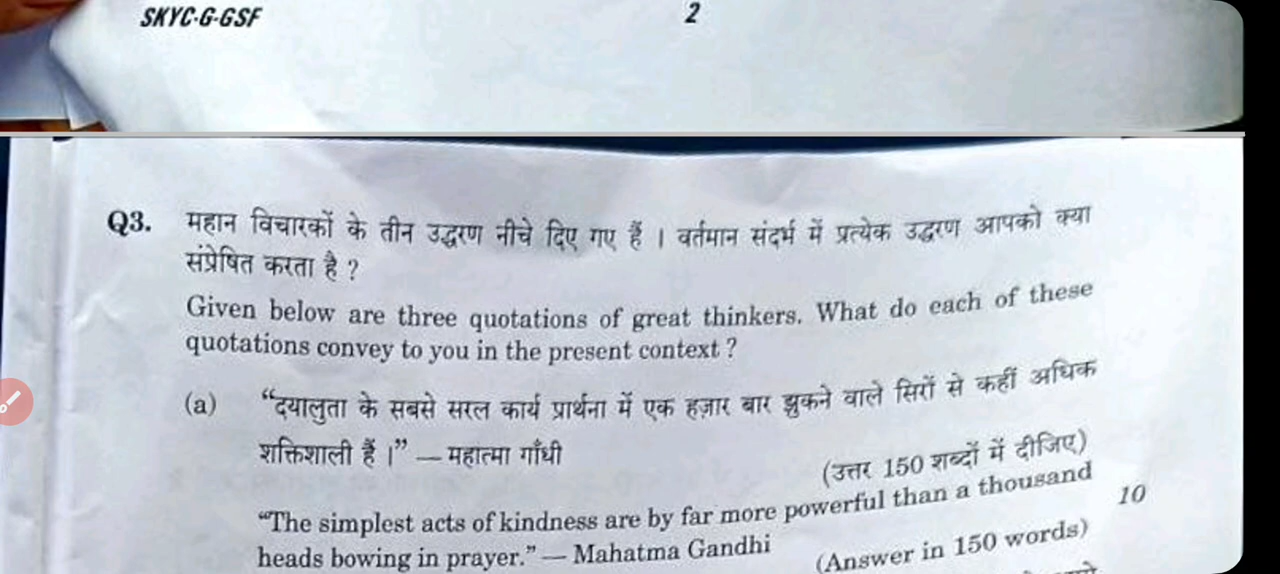 SKYC-G-GSF 2
Q3. महान विचारकों के तीन उद्धरण नीचे दिए गए हैं । वर्तमान संदर्भ में प्रत्येक उद्धरण आपको क्या
संप्रेषित करता है ?
Given below are three quotations of great thinkers. What do each of these
quotations convey to you in the present context ?
(a) “दयालुता के सबसे सरल कार्य प्रार्थना में एक हज़ार बार झुकने वाले सिरों से कहीं अधिक
शक्तिशाली हैं ।” — महात्मा गाँधी
(उत्तर 150 शब्दों में दीजिए)
“The simplest acts of kindness are by far more powerful than a thousand
heads bowing in prayer.” — Mahatma Gandhi
10
(Answer in 150 words)